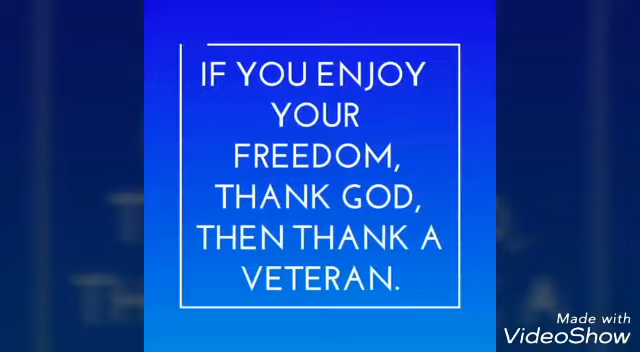 IF YOU ENJOY
YOUR
FREEDOM,
THANK GOD,
THEN THANK A
VETERAN.
Made with
VideoShow